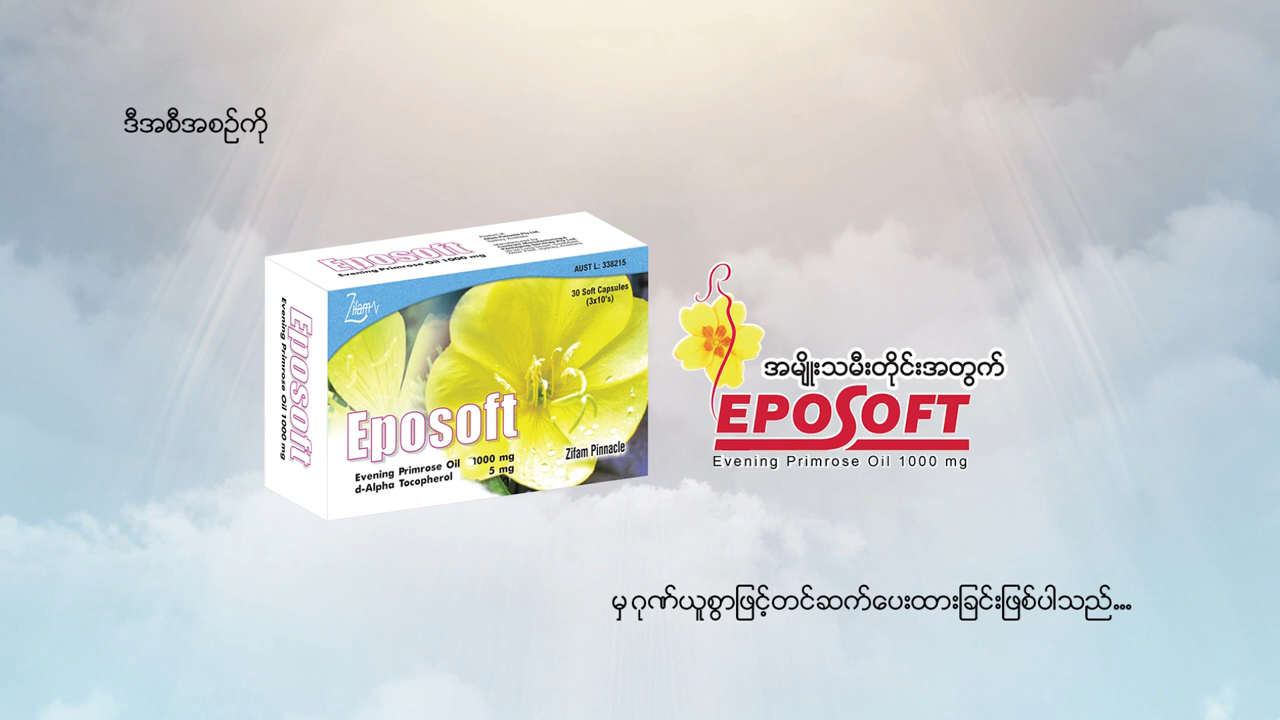 ဒီအစီအစဉ်ကို
Eposoft
Evening Primrose Oil 1000 mg
AUST L: 338215
Zifam
30 Soft Capsules
(3x10's)
Eposoft
Evening Primrose Oil 1000 mg
Eposoft
Evening Primrose Oil 1000 mg
d-Alpha Tocopherol 5 mg
Zifam Pinnacle
အမျိုးသမီးတိုင်းအတွက်
EPOSOFT
Evening Primrose Oil 1000 mg
မှ ဂုဏ်ယူစွာဖြင့်တင်ဆက်ပေးထားခြင်းဖြစ်ပါသည်...